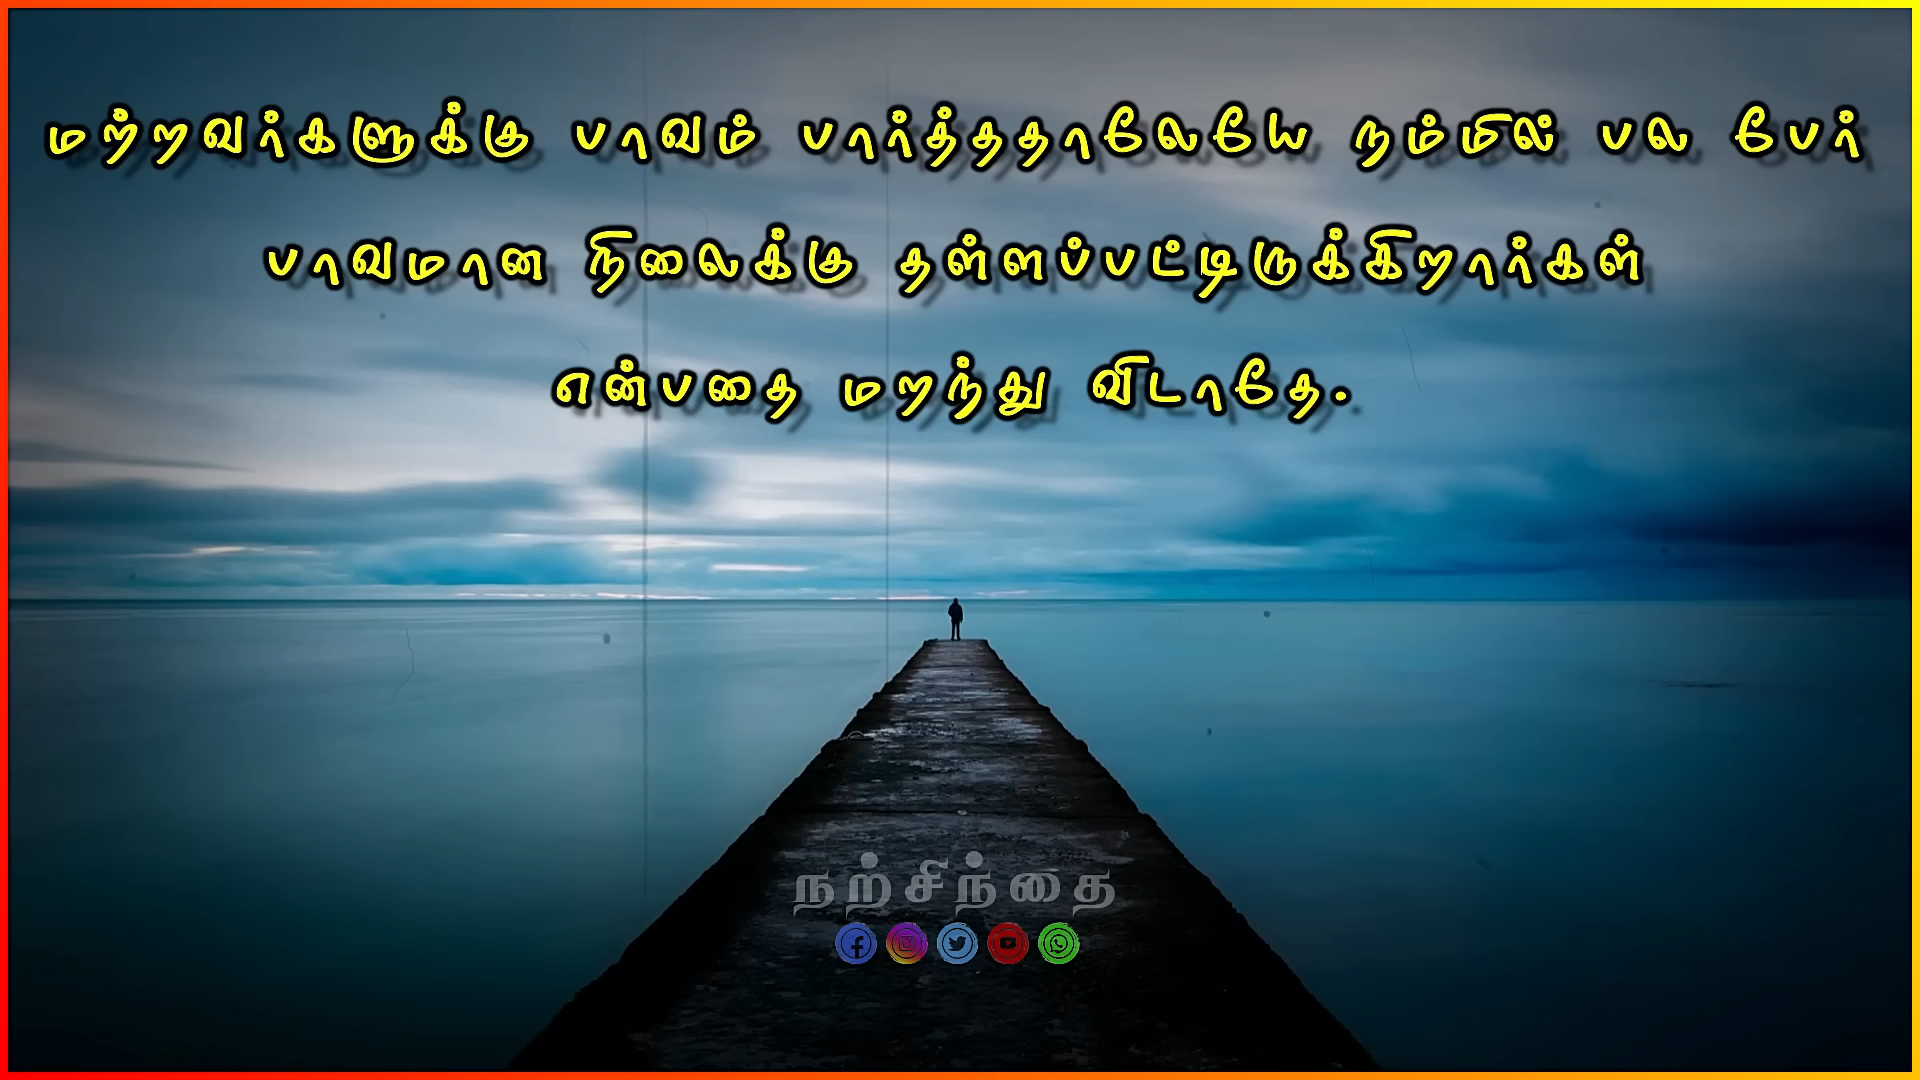 மற்றவர்களுக்கு பாவம் பார்த்ததாலேயே நம்மில் பல பேர்
பாவமான நிலைக்கு தள்ளப்பட்டிருக்கிறார்கள்
என்பதை மறந்து விடாதே.
நற்சிந்தை